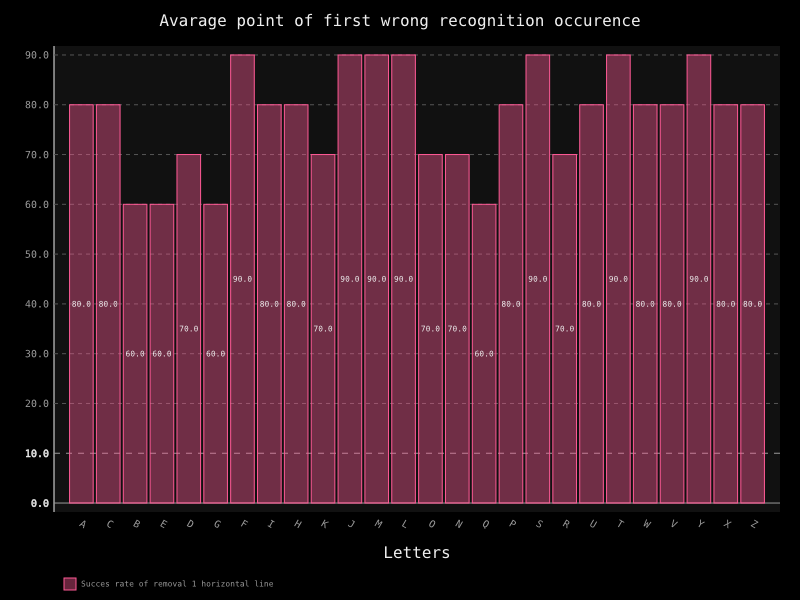 Avarage point of first wrong recognition occurence
90.0
80.0
70.0
60.0
50.0
40.0
30.0
20.0
10.0
0.0
90.0 90.0 90.0 90.0 90.0 90.0 90.0
80.0 80.0 80.0 80.0 80.0 80.0 80.0 80.0 80.0 80.0
70.0 70.0 70.0 70.0 70.0
60.0 60.0 60.0 60.0
A C B E D G F I H K J M L O N Q P S R U T W V Y X Z
Letters
Succes rate of removal 1 horizontal line